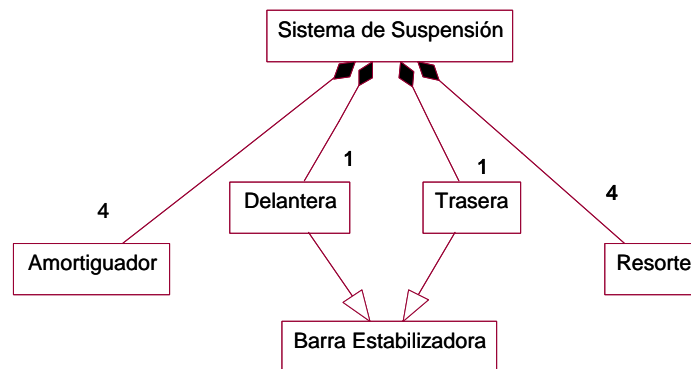 Sistema de Suspensión
1
1
4
4
Delantera
Trasera
Amortiguador
Resorte
Barra Estabilizadora